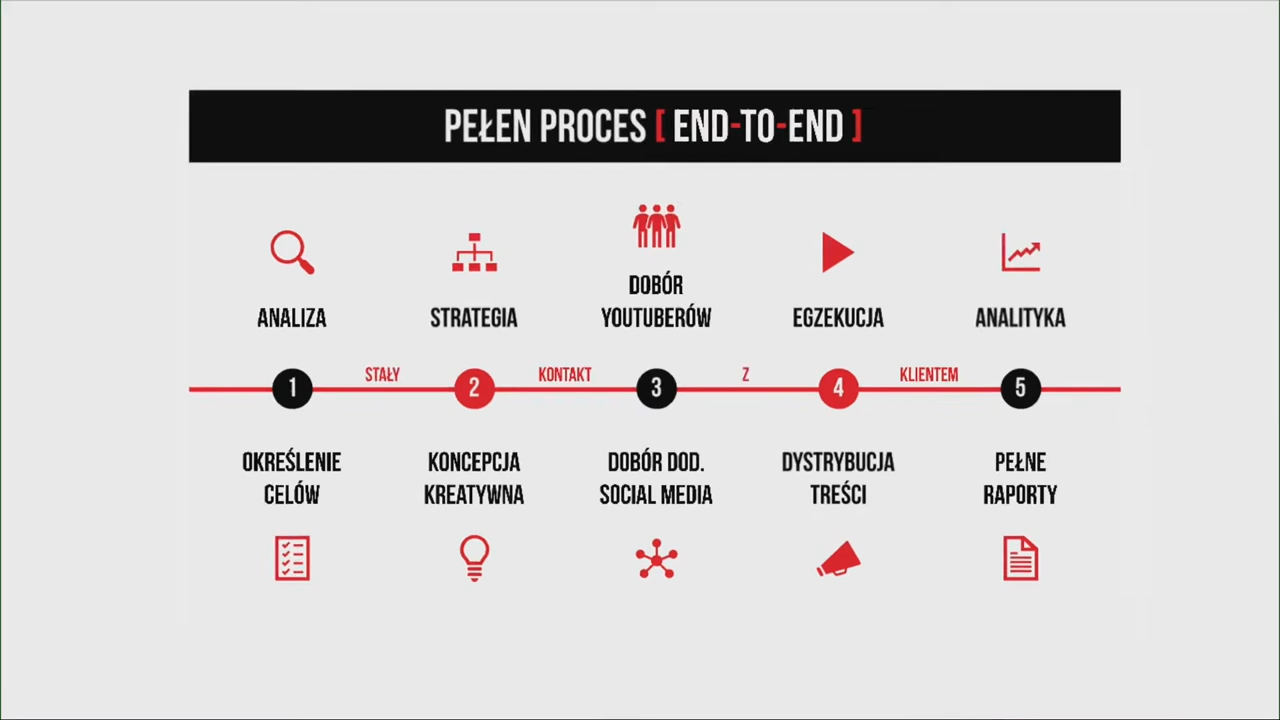 PEŁEN PROCES [ END-TO-END ]
ANALIZA
STRATEGIA
DOBÓR
YOUTUBERÓW
EGZEKUCJA
ANALITYKA
1 STAŁY 2 KONTAKT 3 Z 4 KLIENTEM 5
OKREŚLENIE
CELÓW
KONCEPCJA
KREATYWNA
DOBÓR DOD.
SOCIAL MEDIA
DYSTRYBUCJA
TREŚCI
PEŁNE
RAPORTY